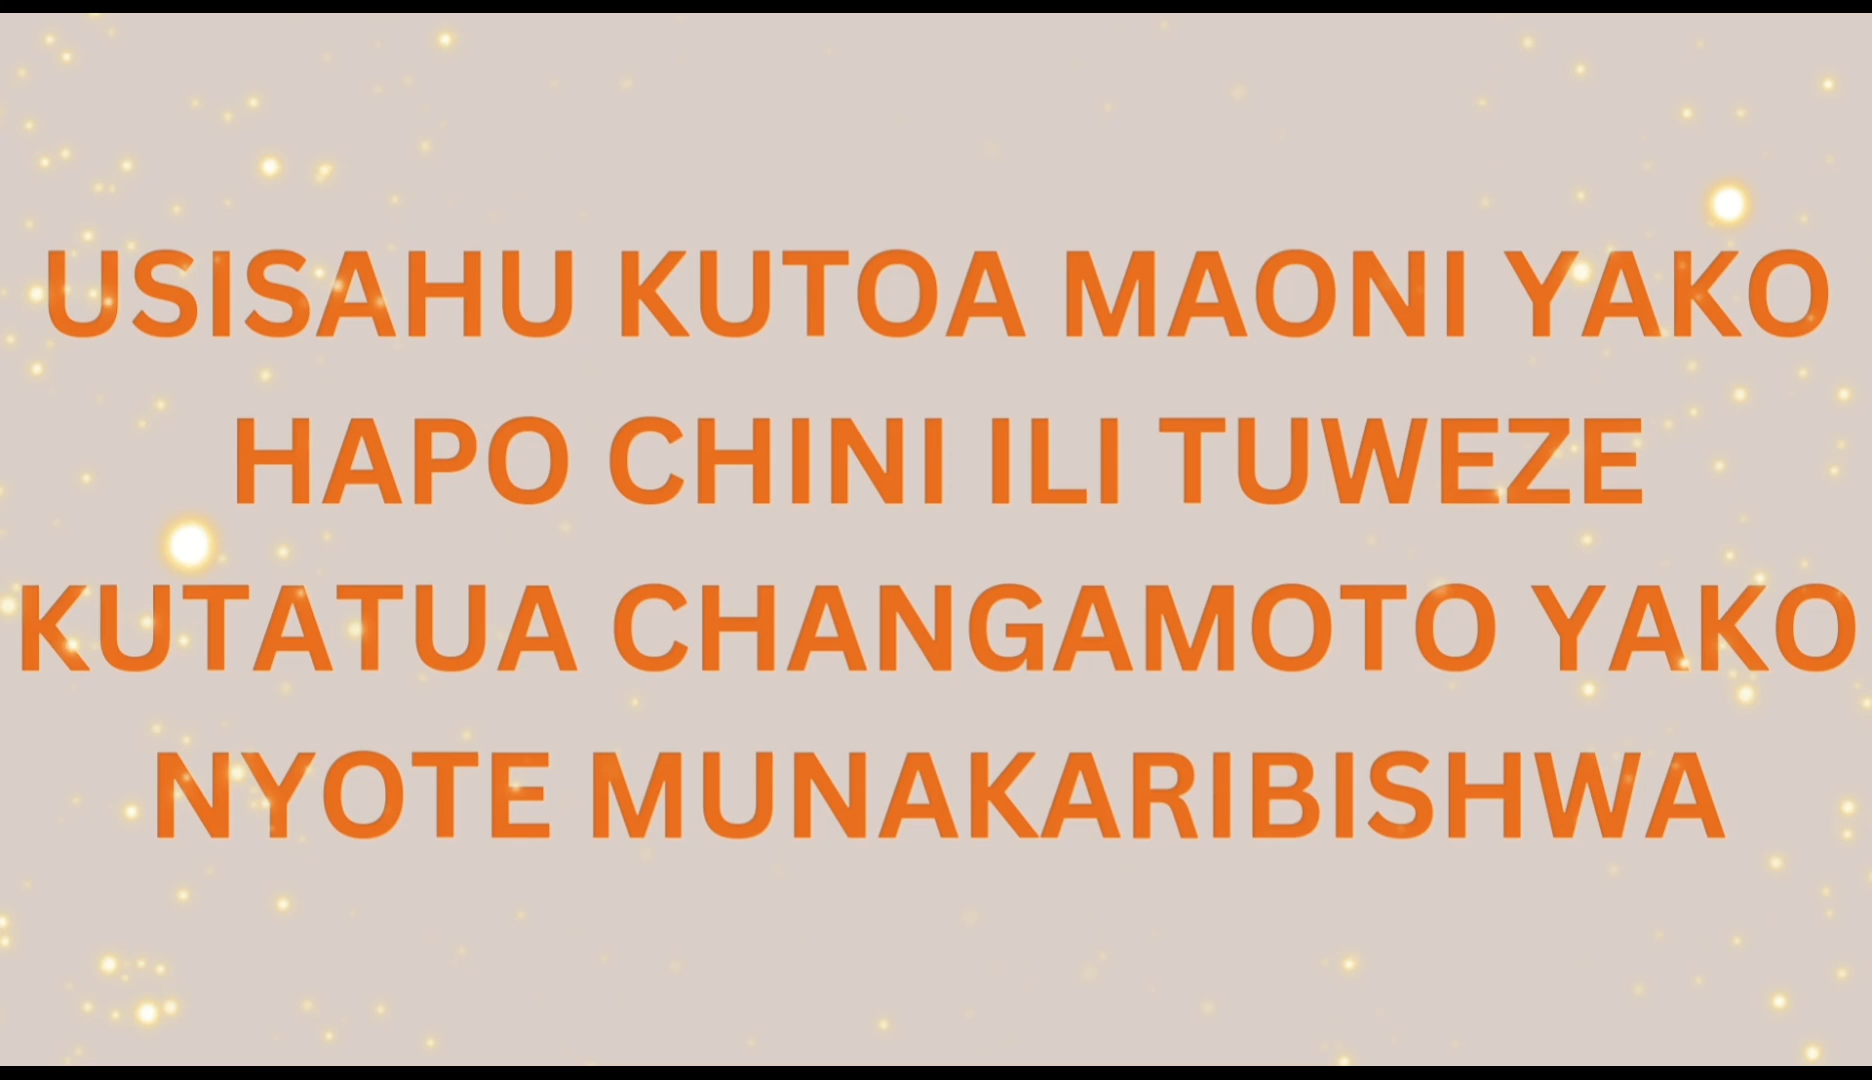 USISAHU KUTOA MAONI YAKO
HAPO CHINI ILI TUWEZE
KUTATUA CHANGAMOTO YAKO
NYOTE MUNAKARIBISHWA